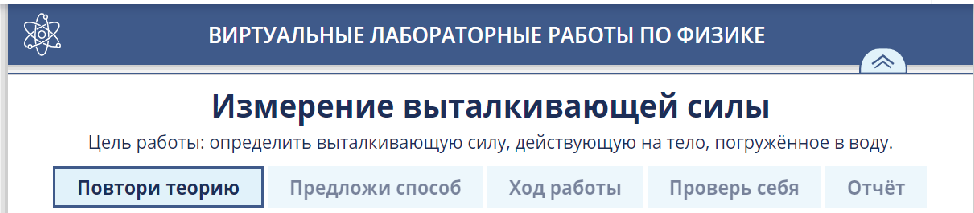 ВИРТУАЛЬНЫЕ ЛАБОРАТОРНЫЕ РАБОТЫ ПО ФИЗИКЕ
Измерение выталкивающей силы
Цель работы: определить выталкивающую силу, действующую на тело, погружённое в воду.
Повтори теорию Предложи способ Ход работы Проверь себя Отчёт